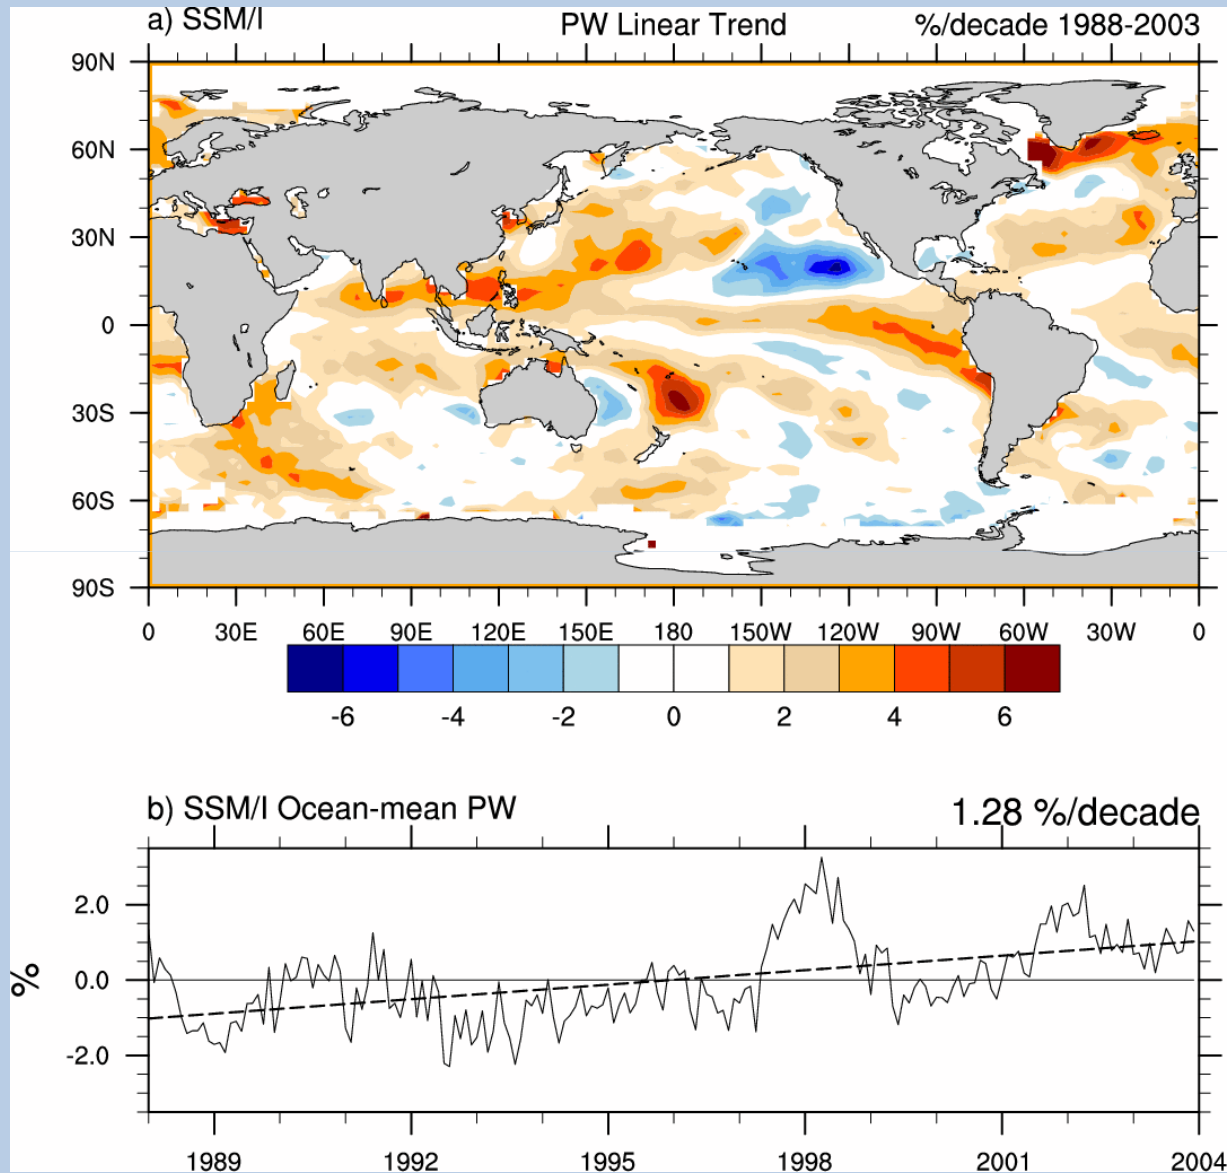 a) SSM/I PW Linear Trend %/decade 1988-2003
90N
60N
30N
0
30S
60S
90S
0 30E 60E 90E 120E 150E 180 150W 120W 90W 60W 30W 0
-6 -4 -2 0 2 4 6
b) SSM/I Ocean-mean PW 1.28 %/decade
%
2.0
0.0
-2.0
1989 1992 1995 1998 2001 2004